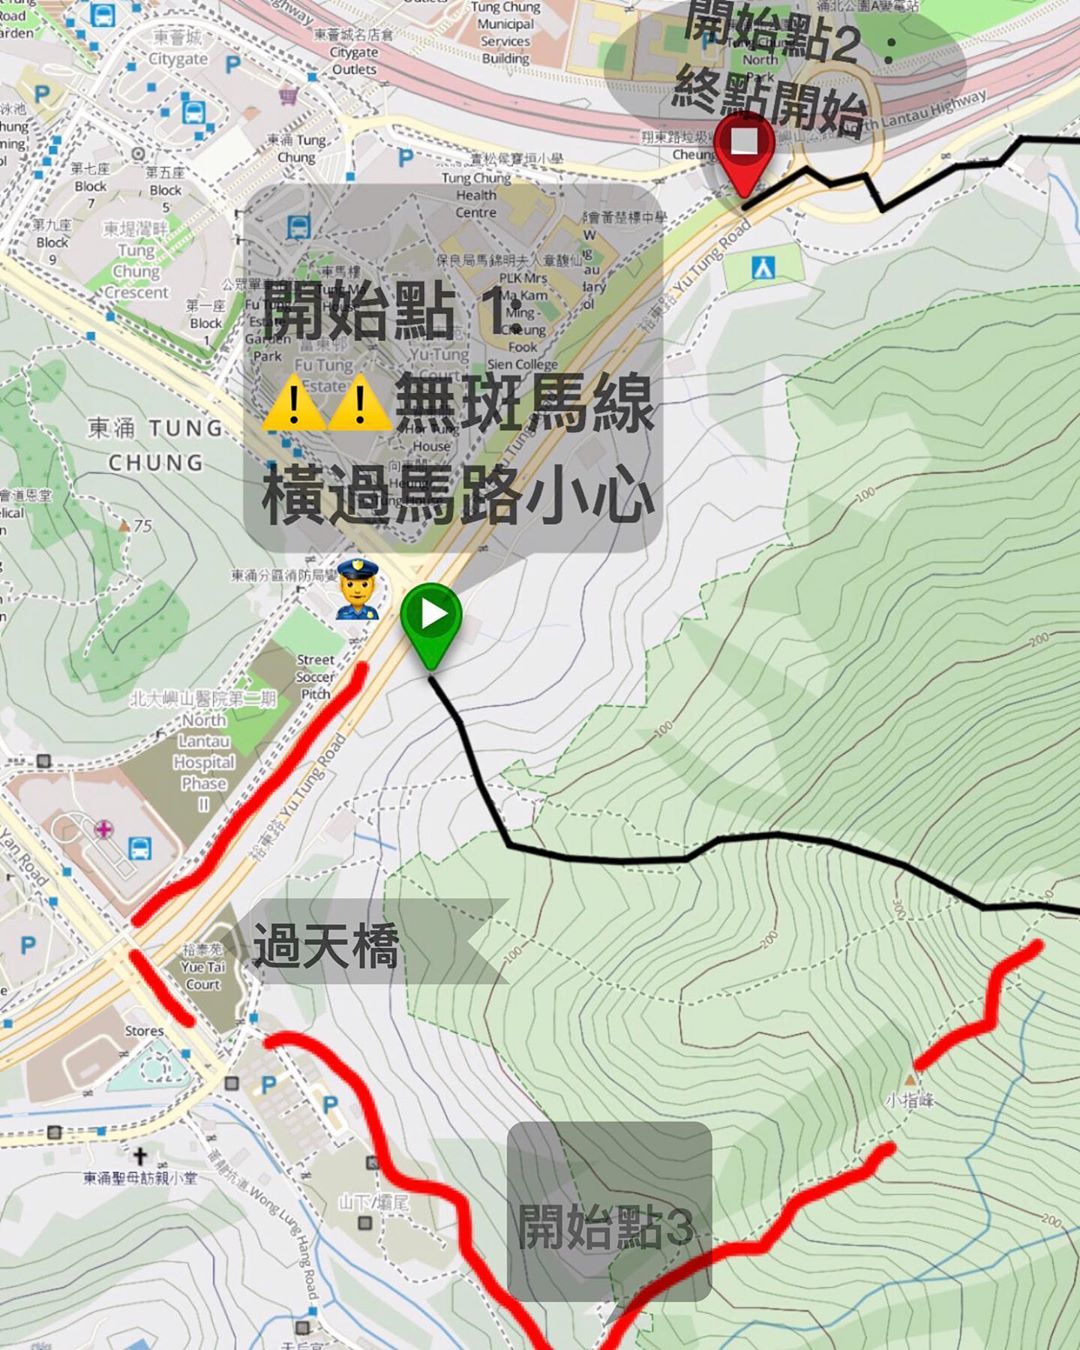 開始點2：
終點開始
開始點 1:
⚠️⚠️無斑馬線
橫過馬路小心
過天橋
開始點3
東薈城
Citygate
東薈城名店倉
Citygate
Outlets
Tung Chung
Municipal
Services
Building
North
Park
North Lantau Highway
東涌 Tung
Chung
第七座
Block
7
第五座
Block
5
第九座
Block
9
東堤灣畔
Tung
Chung
Crescent
第一座
Block
1
青松侯寶垣小學
Tung Chung
Health
Centre
保良局馬錦明夫人章馥仙
PLK Mrs
Ma Kam
Ming -
Cheung
Fook
Sien College
富東邨
Fu Tung
Estate
Yu Tung
Court
裕東路 Yu Tung Road
東涌 TUNG
CHUNG
75
100
200
東涌分區消防局
Street
Soccer
Pitch
北大嶼山醫院第二期
North
Lantau
Hospital
Phase
II
100
裕東路 Yu Tung Road
Yan Road
裕泰苑
Yue Tai
Court
Stores
100
200
300
小指峰
東涌聖母訪親小堂
黃龍坑道 Wong Lung Hang Road
山下/壩尾
200